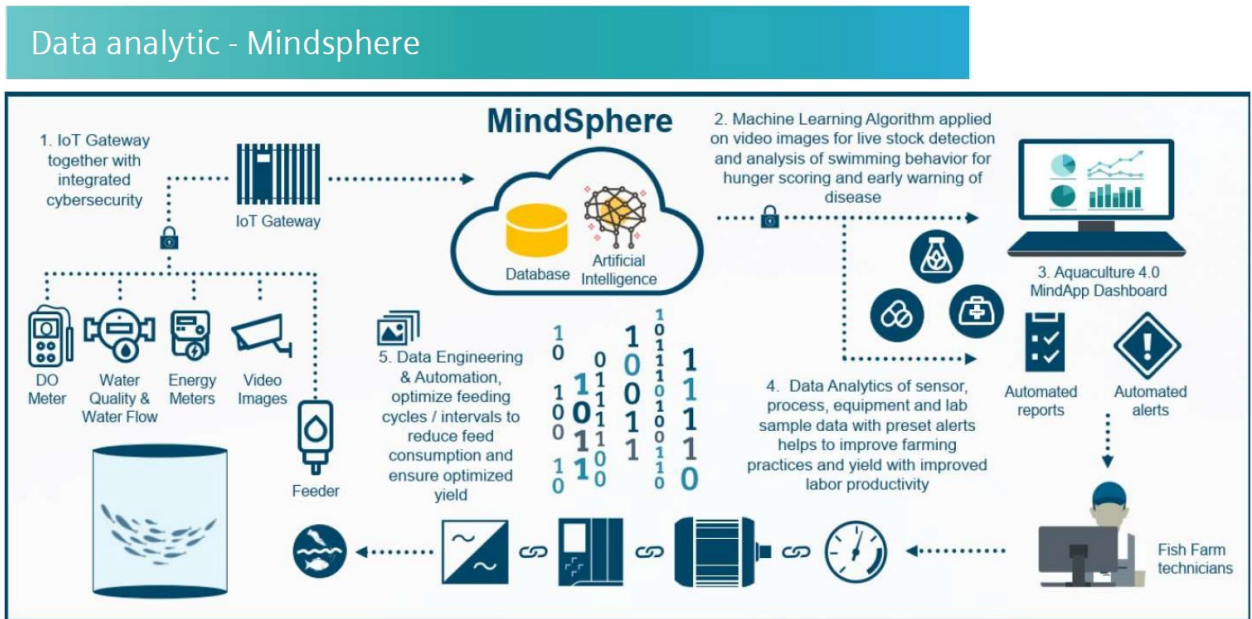 Data analytic - Mindsphere
1. IoT Gateway
together with
integrated
cybersecurity
IoT Gateway
MindSphere
Database
Artificial
Intelligence
2. Machine Learning Algorithm applied
on video images for live stock detection
and analysis of swimming behavior for
hunger scoring and early warning of
disease
3. Aquaculture 4.0
MindApp Dashboard
DO
Meter
Water
Quality &
Water Flow
Energy
Meters
Video
Images
Feeder
5. Data Engineering
& Automation,
optimize feeding
cycles / intervals to
reduce feed
consumption and
ensure optimized
yield
4. Data Analytics of sensor,
process, equipment and lab
sample data with preset alerts
helps to improve farming
practices and yield with improved
labor productivity
Automated
reports
Automated
alerts
Fish Farm
technicians